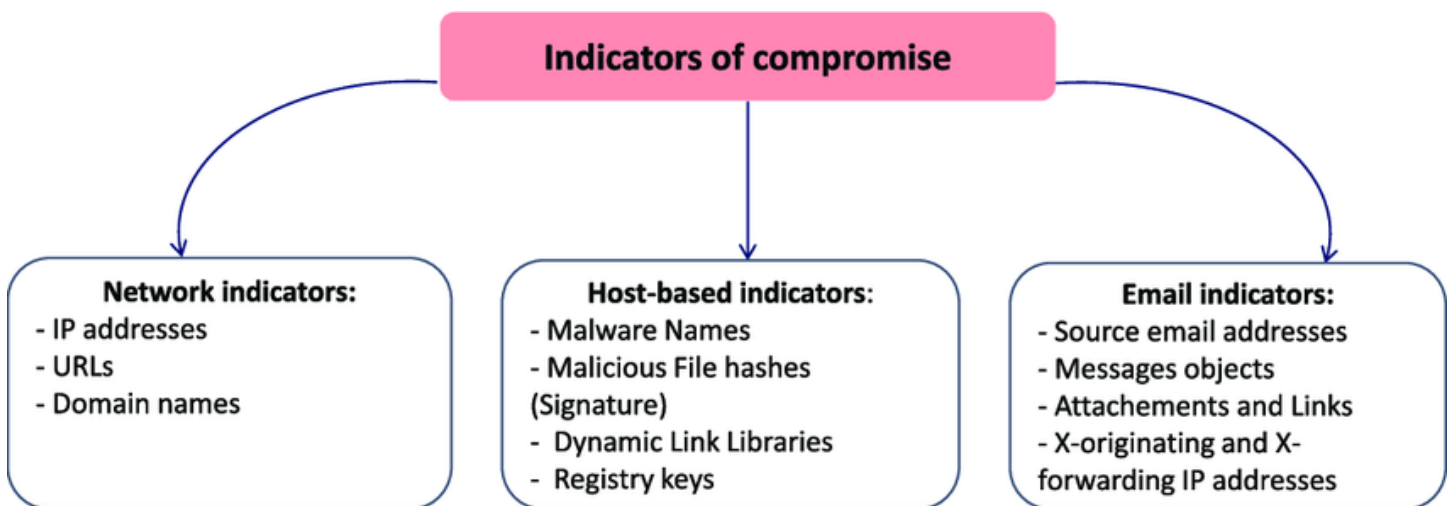 Indicators of compromise
Network indicators:
- IP addresses
- URLs
- Domain names
Host-based indicators:
- Malware Names
- Malicious File hashes
(Signature)
- Dynamic Link Libraries
- Registry keys
Email indicators:
- Source email addresses
- Messages objects
- Attachements and Links
- X-originating and X-
forwarding IP addresses